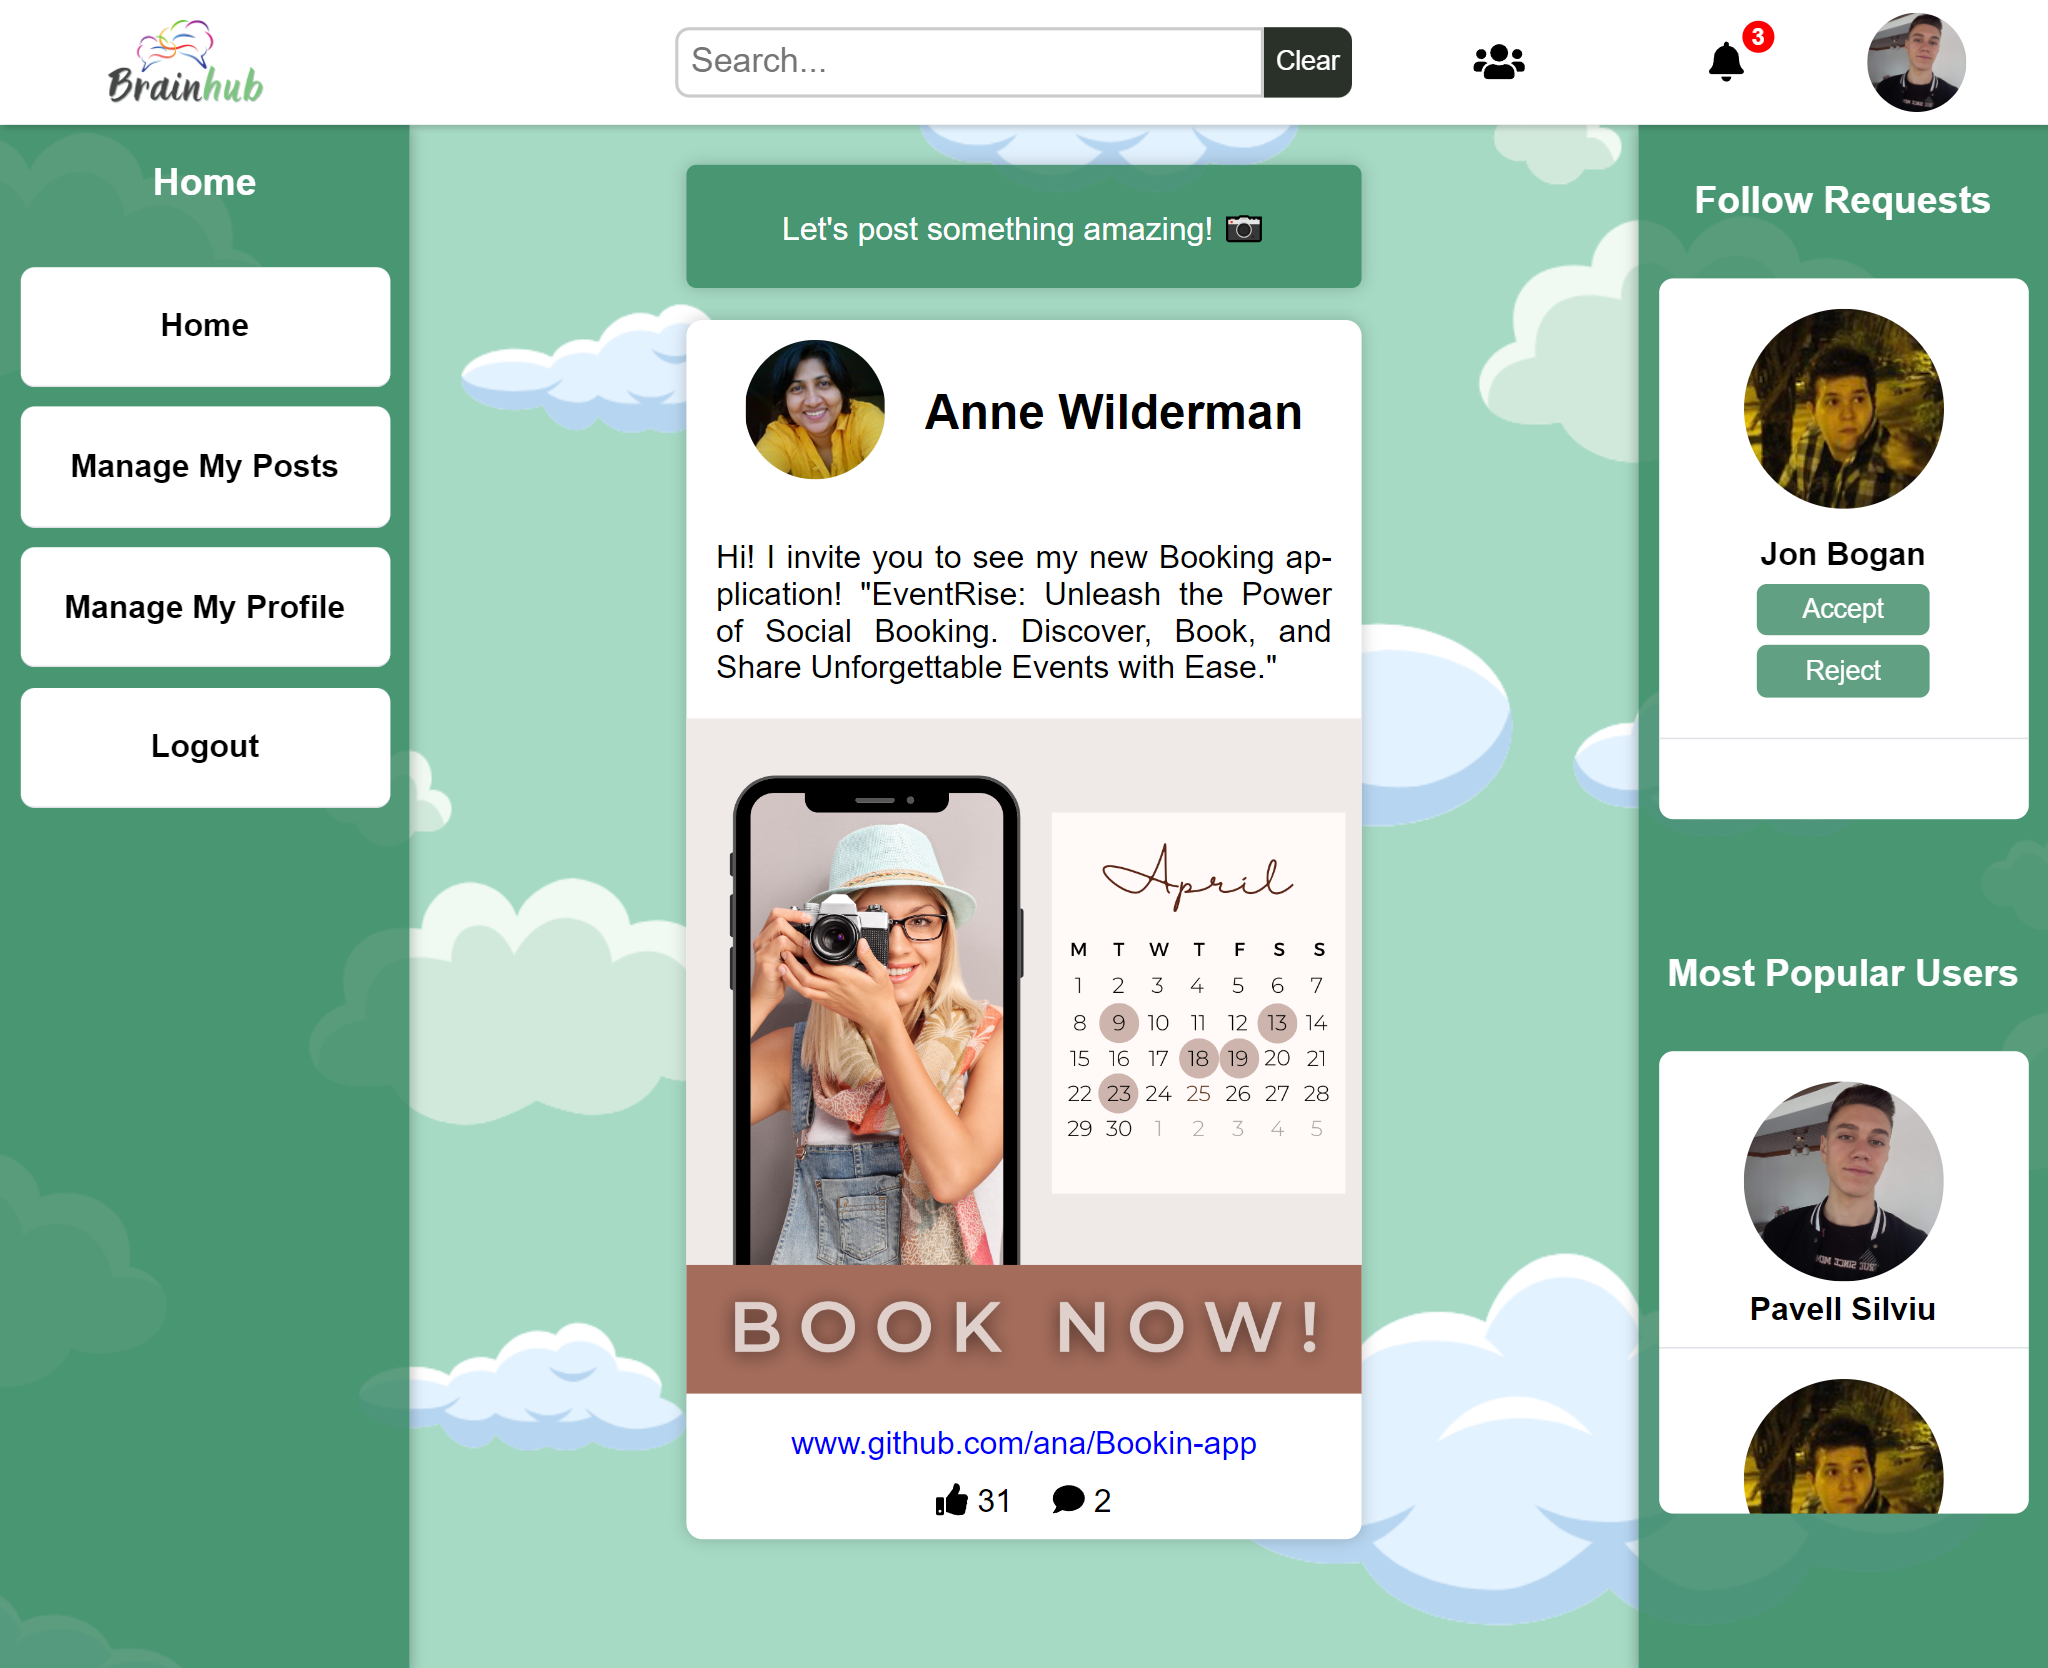 Brainhub
Search...
Clear
3
Home
Home
Manage My Posts
Manage My Profile
Logout
Let's post something amazing!
Anne Wilderman
Hi! I invite you to see my new Booking ap-
plication! "EventRise: Unleash the Power
of Social Booking. Discover, Book, and
Share Unforgettable Events with Ease."
April
M T W T F S S
1 2 3 4 5 6 7
8 9 10 11 12 13 14
15 16 17 18 19 20 21
22 23 24 25 26 27 28
29 30 1 2 3 4 5
BOOK NOW!
www.github.com/ana/Bookin-app
31 2
Follow Requests
Jon Bogan
Accept
Reject
Most Popular Users
Pavell Silviu